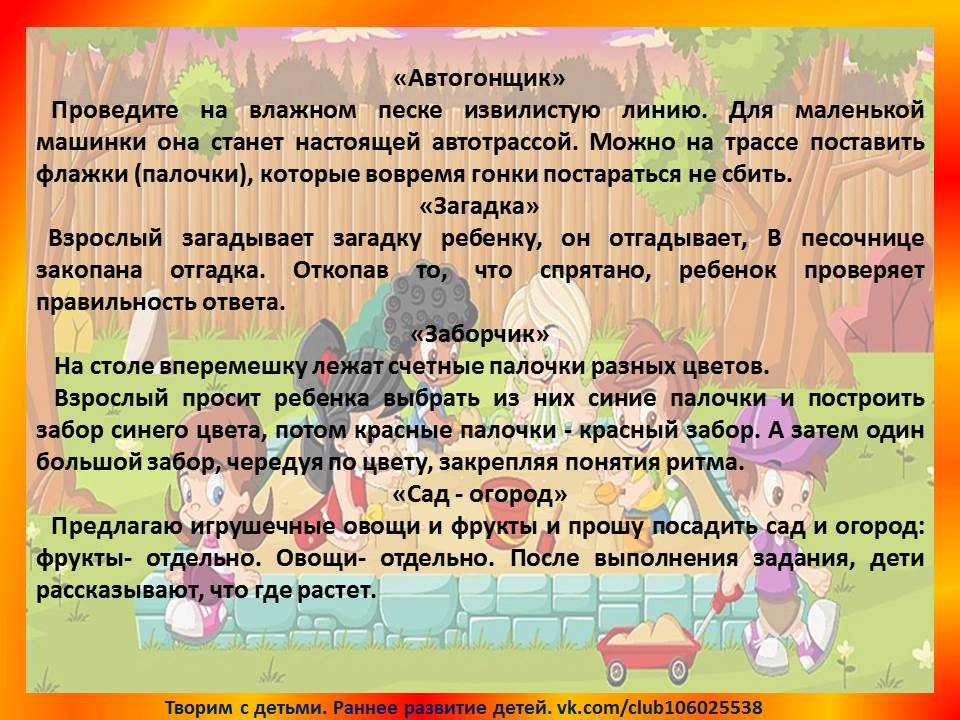 «Автогонщик»
Проведите на влажном песке извилистую линию. Для маленькой
машинки она станет настоящей автотрассой. Можно на трассе поставить
флажки (палочки), которые вовремя гонки постараться не сбить.
«Загадка»
Взрослый загадывает загадку ребенку, он отгадывает, В песочнице
закопана отгадка. Откопав то, что спрятано, ребенок проверяет
правильность ответа.
«Заборчик»
На столе вперемешку лежат счетные палочки разных цветов.
Взрослый просит ребенка выбрать из них синие палочки и построить
забор синего цвета, потом красные палочки - красный забор. А затем один
большой забор, чередуя по цвету, закрепляя понятия ритма.
«Сад - огород»
Предлагаю игрушечные овощи и фрукты и прошу посадить сад и огород:
фрукты- отдельно. Овощи- отдельно. После выполнения задания, дети
рассказывают, что где растет.
Творим с детьми. Раннее развитие детей. vk.com/club106025538